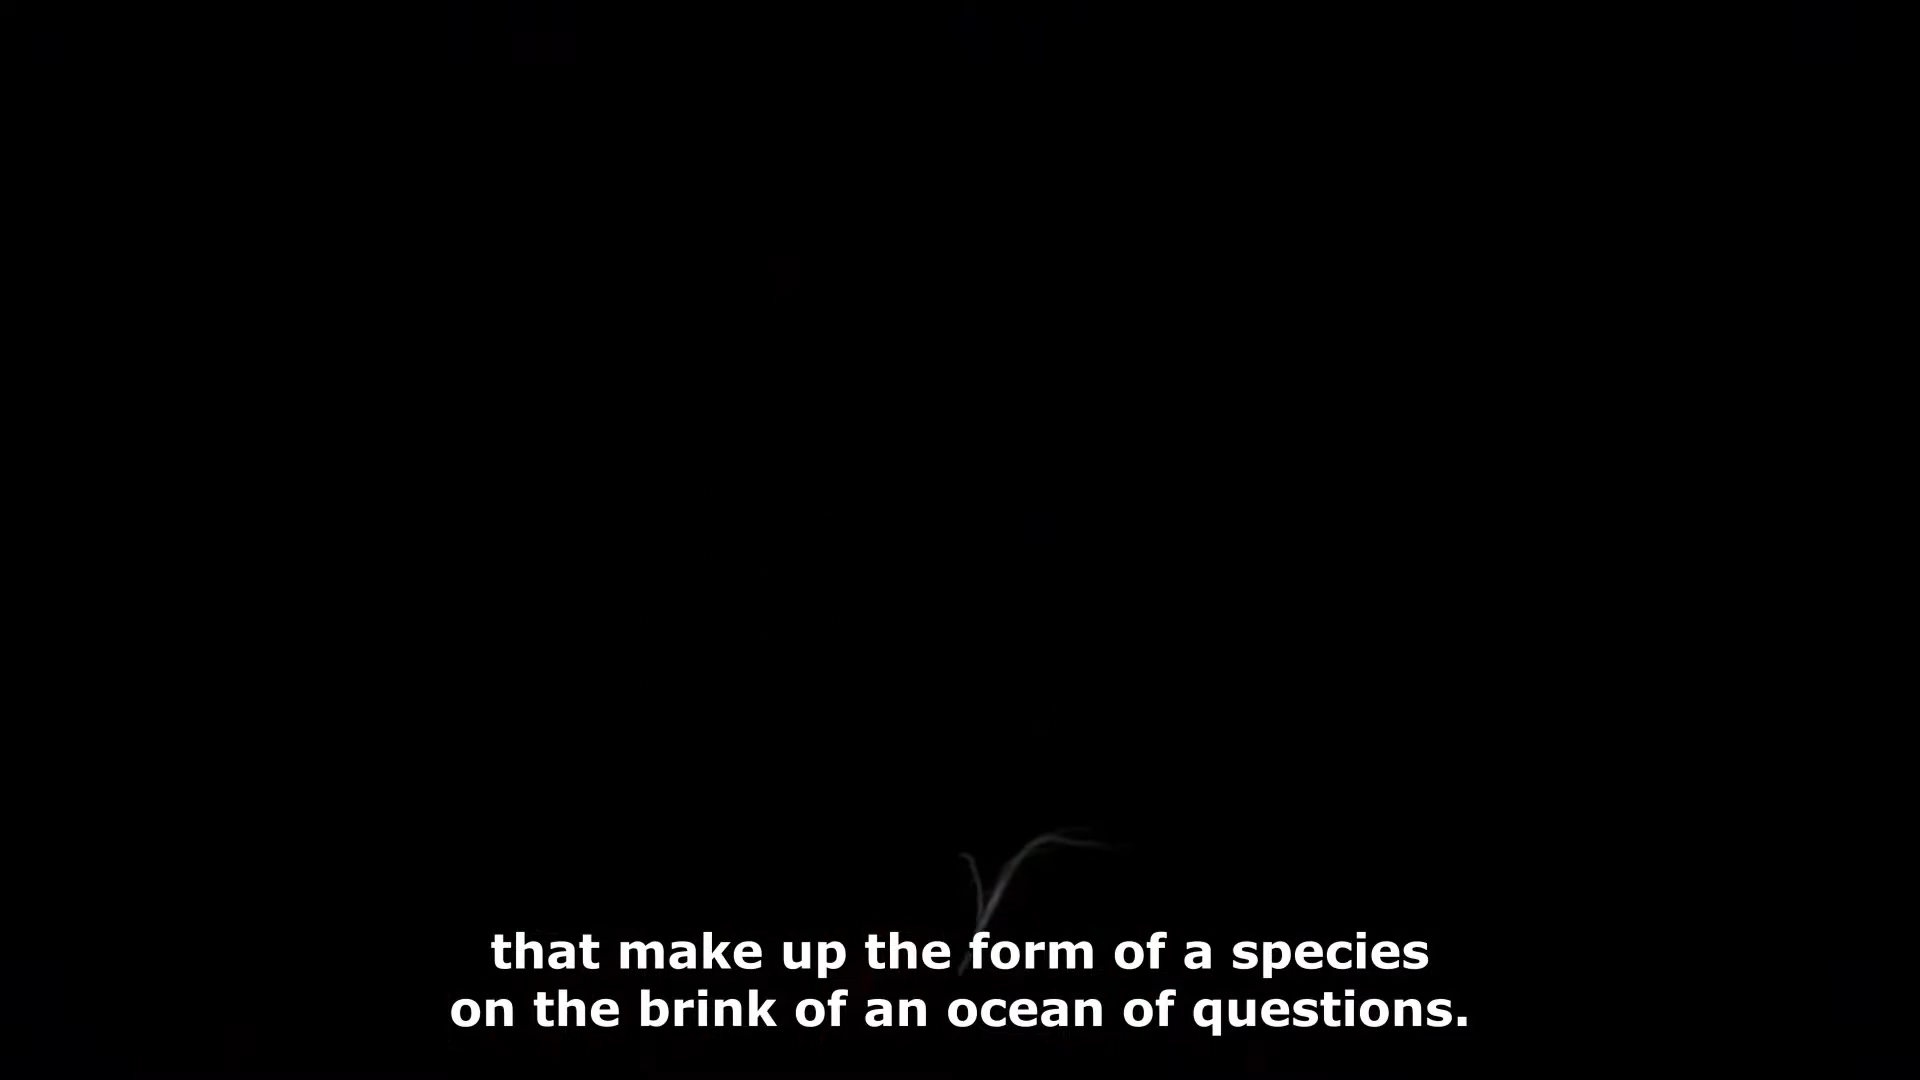 that make up the form of a species
on the brink of an ocean of questions.